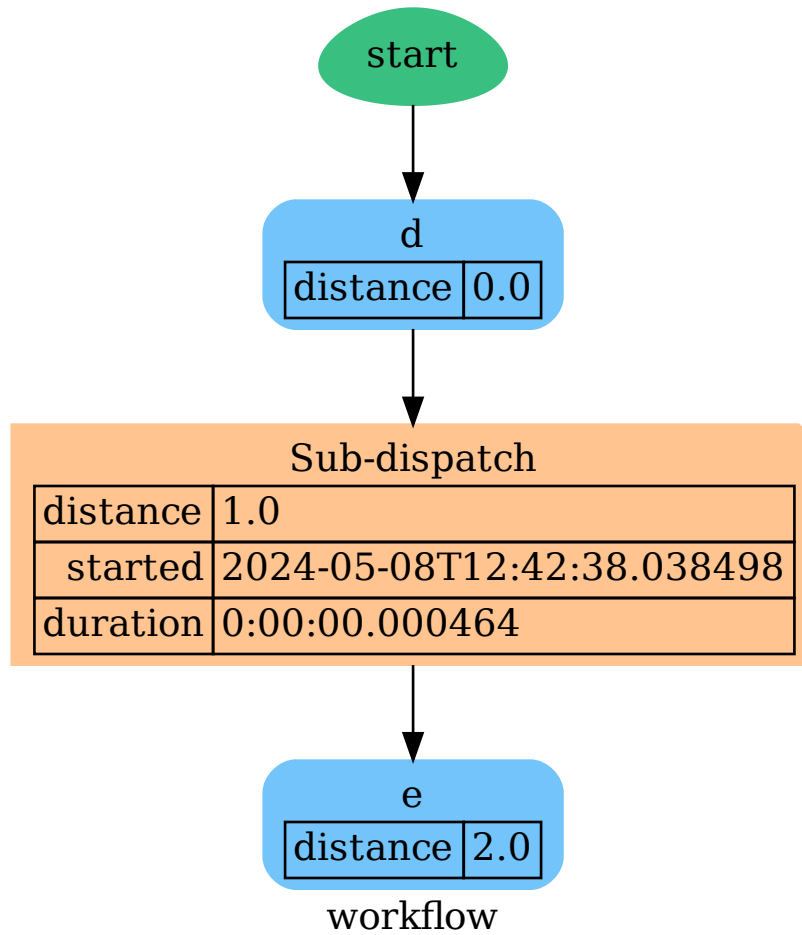 start
d
distance 0.0
Sub-dispatch
distance 1.0
started 2024-05-08T12:42:38.038498
duration 0:00:00.000464
e
distance 2.0
workflow